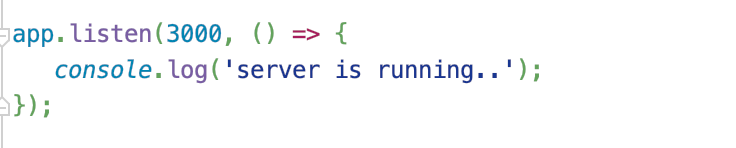 app.listen(3000, () => {
   console.log('server is running..');
});